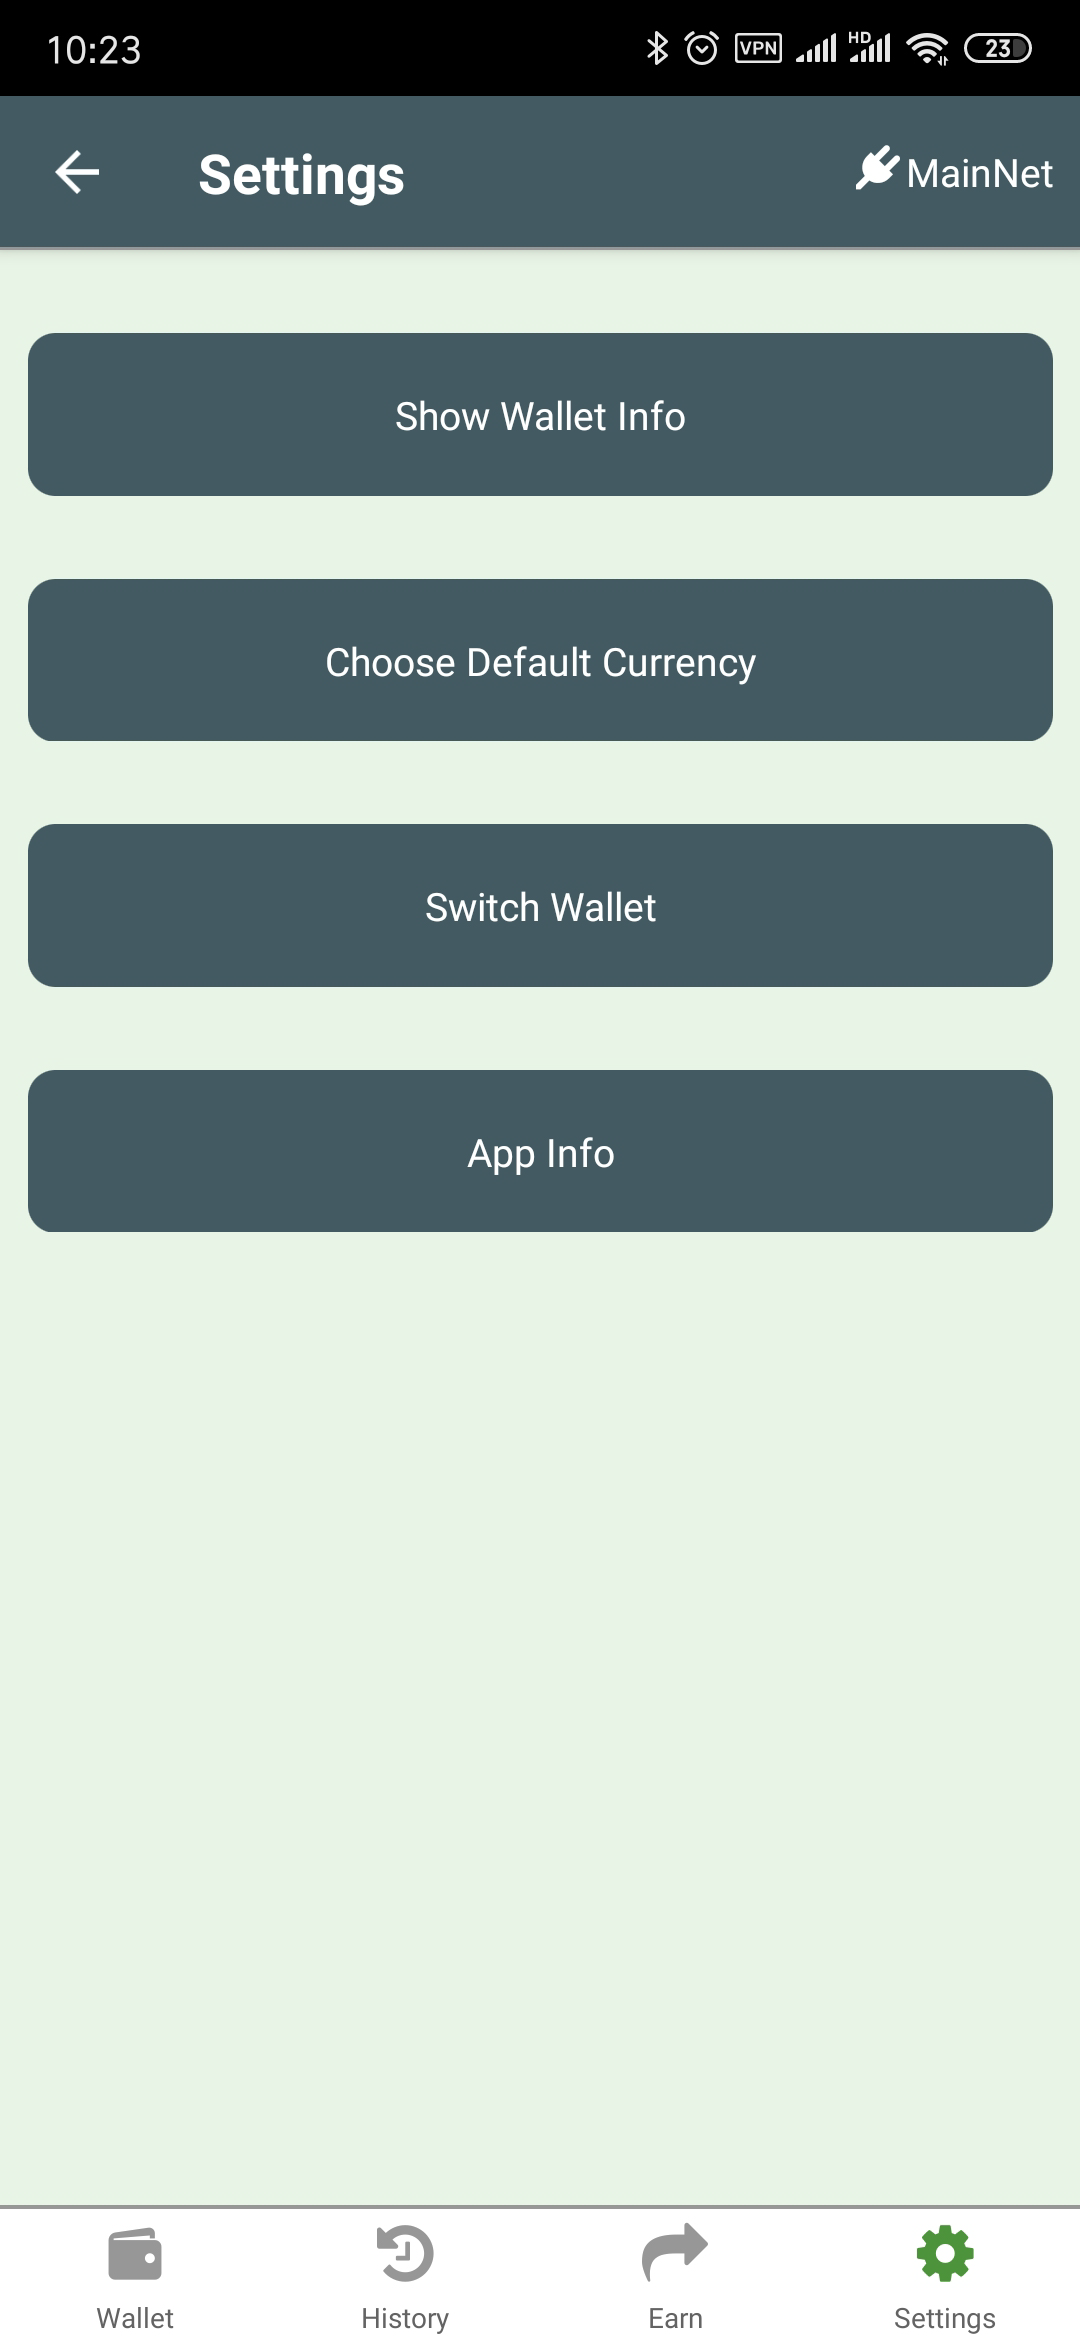 10:23
VPN
HD
23
Settings
MainNet
Show Wallet Info
Choose Default Currency
Switch Wallet
App Info
Wallet
History
Earn
Settings